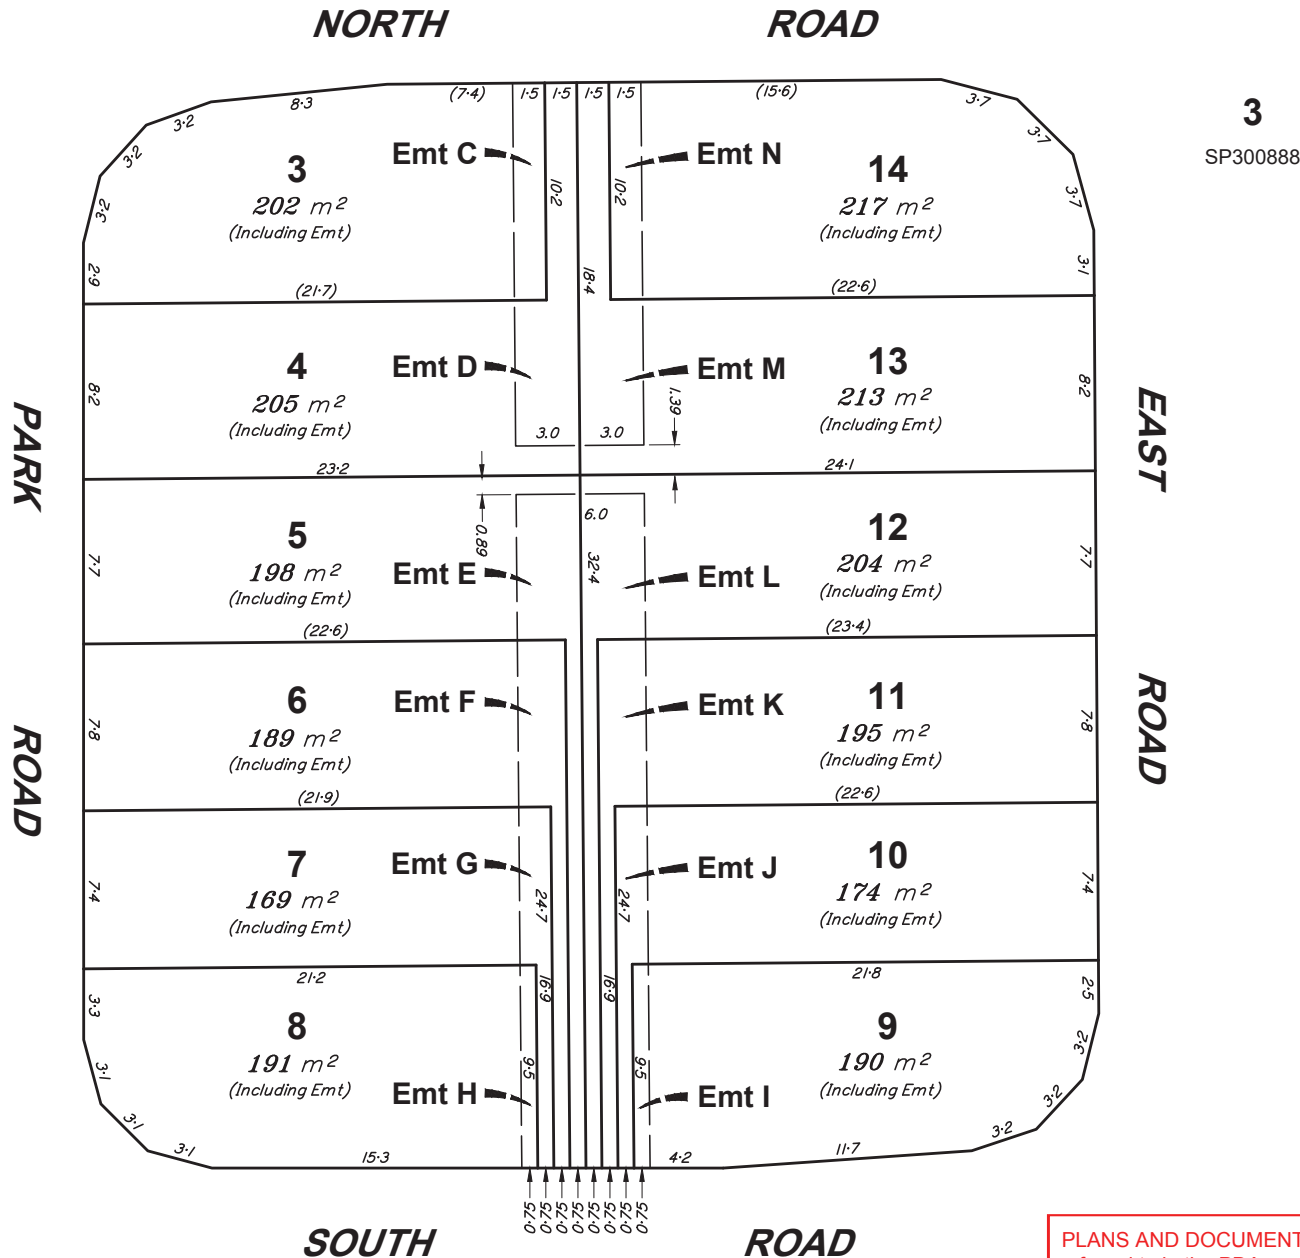 NORTH ROAD
8·3 (7·4) 1·5 1·5 1·5 1·5 (15·6) 3·7
3·2 3·7
3·2 3·7
3·2 3·1
2·9
3
SP300888
Emt C Emt N
3 14
202 m² 217 m²
(Including Emt) (Including Emt)
10·2 10·2
18·4
(21·7) (22·6)
Emt D Emt M
4 13
205 m² 213 m²
(Including Emt) (Including Emt)
8·2 8·2
1.39
3.0 3.0
23·2 24·1
PARK EAST
0.89 6.0
5 12
198 m² 204 m²
(Including Emt) (Including Emt)
Emt E Emt L
7·7 32·4 7·7
(22·6) (23·4)
6 11
189 m² 195 m²
(Including Emt) (Including Emt)
Emt F Emt K
7·8 7·8
ROAD ROAD
(21·9) (22·6)
7 10
169 m² 174 m²
(Including Emt) (Including Emt)
Emt G Emt J
7·4 24·7 24·7 7·4
21·2 21·8
16·9 16·9
8 9
191 m² 190 m²
(Including Emt) (Including Emt)
Emt H Emt I
9·5 9·5
3·3 2·5
3·1 2·3
3·1 3·2
3·1 3·2
15·3 4·2 11·7
0·75 0·75 0·75 0·75 0·75 0·75 0·75 0·75
SOUTH ROAD
PLANS AND DOCUMENT